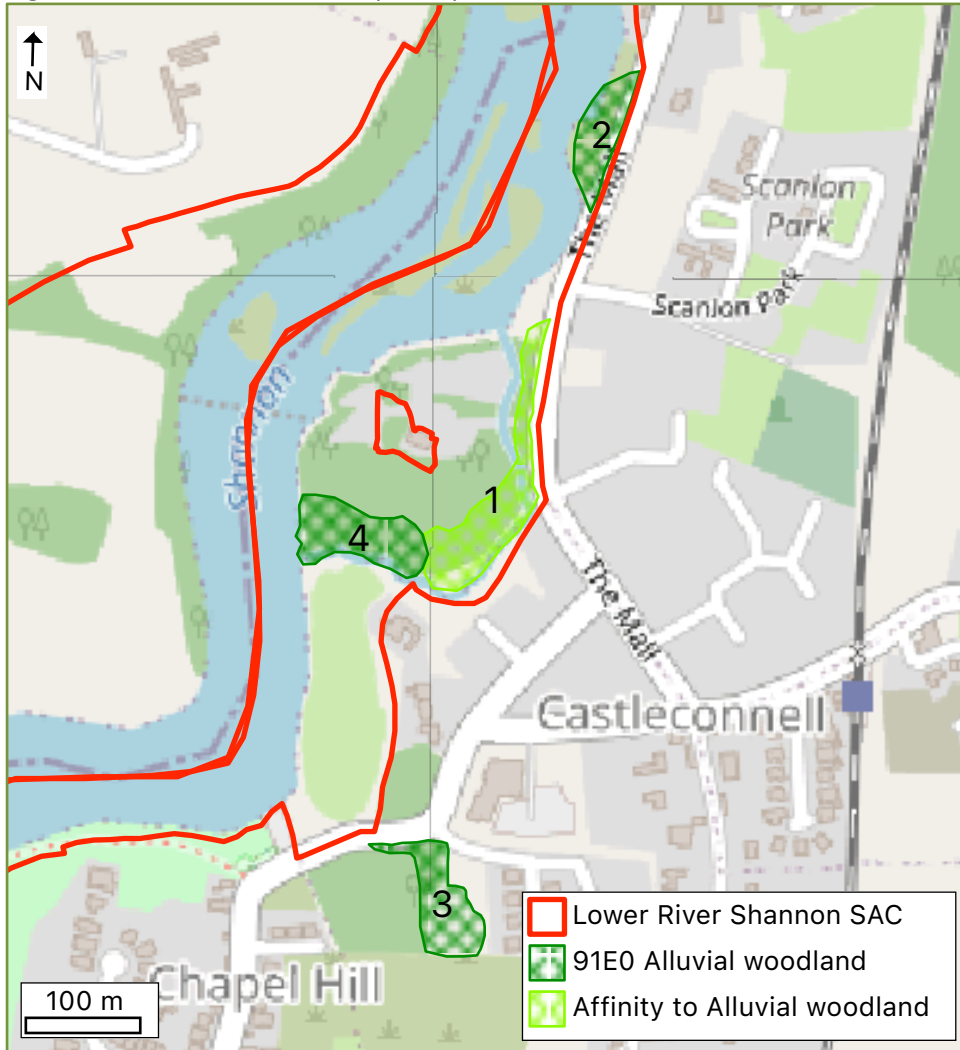 N
2
The Mall
Scanlon
Park
Scanlon Park
Shannon
1
4
The Mall
Castleconnell
3
Chapel Hill
Lower River Shannon SAC
91E0 Alluvial woodland
Affinity to Alluvial woodland
100 m